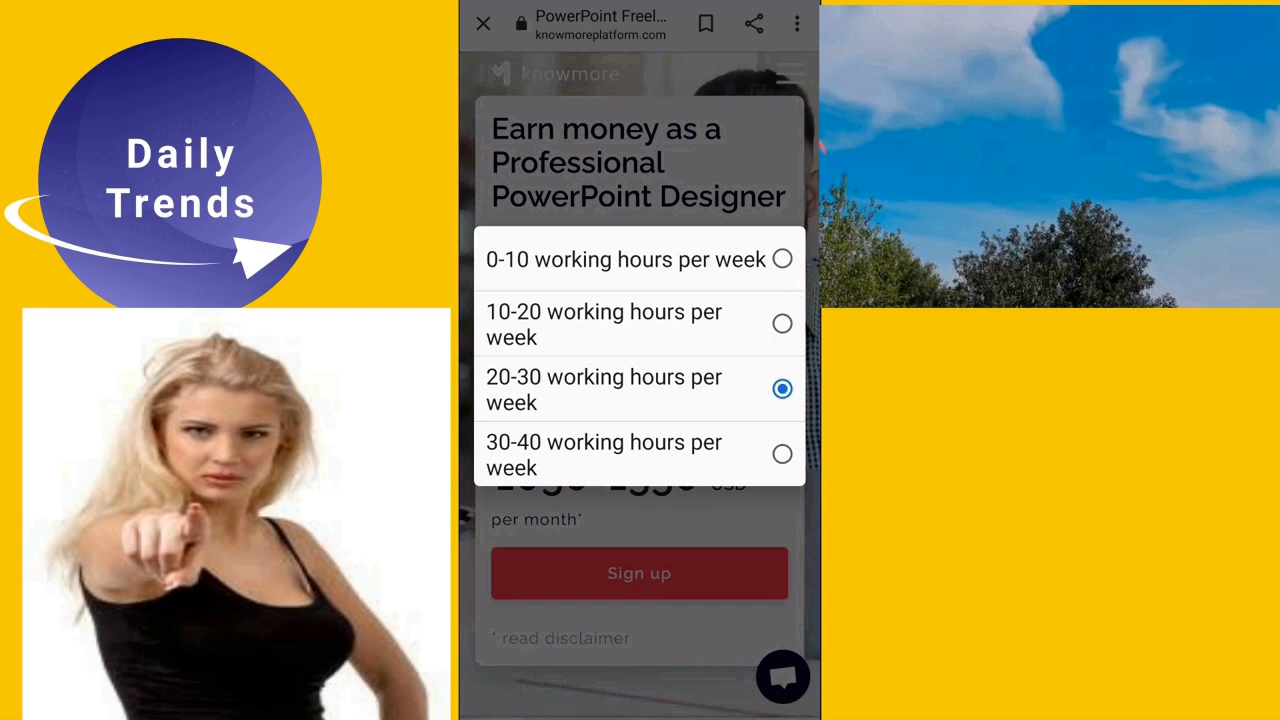 Daily
Trends
PowerPoint Freel...
knowmoreplatform.com
knowmore
Earn money as a
Professional
PowerPoint Designer
0-10 working hours per week
10-20 working hours per
week
20-30 working hours per
week
30-40 working hours per
week
USD
per month*
Sign up
* read disclaimer